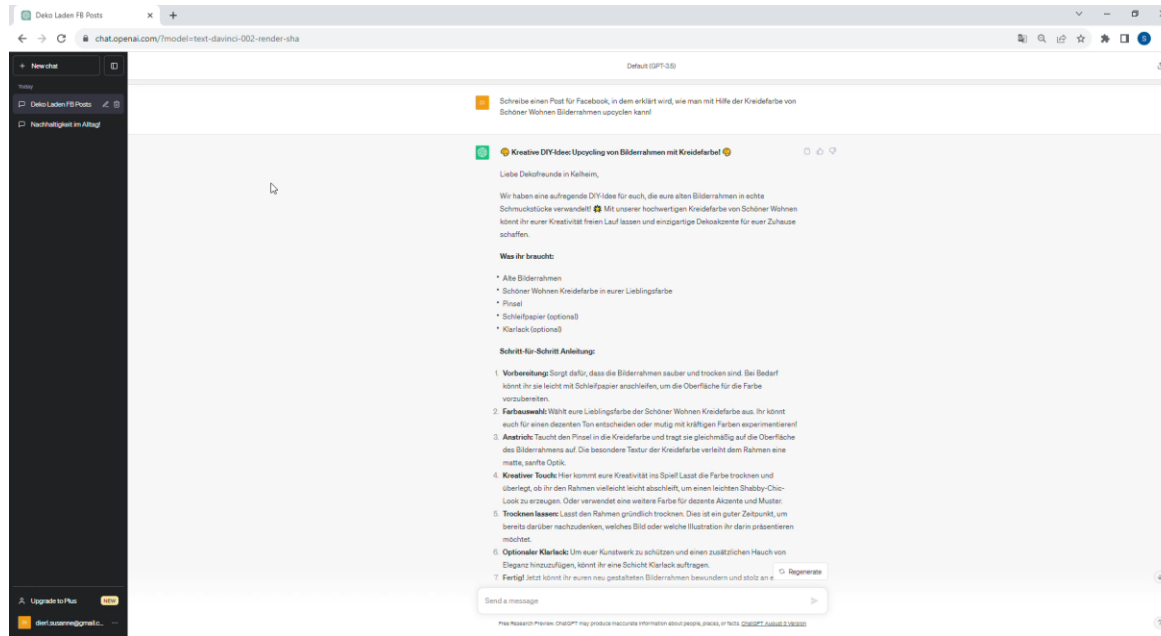 Deko Laden FB Posts
chat.openai.com/?model=text-davinci-002-render-sha
S
+ New chat
Today
Deko Laden FB Posts
Nachhaltigkeit im Alltag!
Default (GPT-3.5)
Schreibe einen Post für Facebook, in dem erklärt wird, wie man mit Hilfe der Kreidefarbe von
Schöner Wohnen Bilderrahmen upcyclen kann!
Kreative DIY-Idee: Upcycling von Bilderrahmen mit Kreidefarbe!
Liebe Dekofreunde in Kelheim,
Wir haben eine aufregende DIY-Idee für euch, die eure alten Bilderrahmen in echte
Schmuckstücke verwandelt! Mit unserer hochwertigen Kreidefarbe von Schöner Wohnen
könnt ihr eurer Kreativität freien Lauf lassen und einzigartige Dekoakzente für euer Zuhause
schaffen.
Was ihr braucht:
• Alte Bilderrahmen
• Schöner Wohnen Kreidefarbe in eurer Lieblingsfarbe
• Pinsel
• Schleifpapier (optional)
• Klarlack (optional)
Schritt-für-Schritt Anleitung:
1. Vorbereitung: Sorgt dafür, dass die Bilderrahmen sauber und trocken sind. Bei Bedarf
könnt ihr sie leicht mit Schleifpapier anschleifen, um die Oberfläche für die Farbe
vorzubereiten.
2. Farbauswahl: Wählt eure Lieblingsfarbe der Schöner Wohnen Kreidefarbe aus. Ihr könnt
euch für einen dezenten Ton entscheiden oder mutig mit kräftigen Farben experimentieren!
3. Anstrich: Taucht den Pinsel in die Kreidefarbe und tragt sie gleichmäßig auf die Oberfläche
des Bilderrahmens auf. Die besondere Textur der Kreidefarbe verleiht dem Rahmen eine
matte, sanfte Optik.
4. Kreativer Touch: Hier kommt eure Kreativität ins Spiel! Lasst die Farbe trocknen und
überlegt, ob ihr den Rahmen vielleicht leicht abschleift, um einen leichten Shabby-Chic-
Look zu erzeugen. Oder verwendet eine weitere Farbe für dezente Akzente und Muster.
5. Trocknen lassen: Lasst den Rahmen gründlich trocknen. Dies ist ein guter Zeitpunkt, um
bereits darüber nachzudenken, welches Bild oder welche Illustration ihr darin präsentieren
möchtet.
6. Optionaler Klarlack: Um euer Kunstwerk zu schützen und einen zusätzlichen Hauch von
Eleganz hinzuzufügen, könnt ihr eine Schicht Klarlack auftragen.
7. Fertig! Jetzt könnt ihr euren neu gestalteten Bilderrahmen bewundern und stolz an e
Regenerate
Send a message
Free Research Preview. ChatGPT may produce inaccurate information about people, places, or facts. ChatGPT August 3 Version
Upgrade to Plus
NEW
dierl.susanne@gmail.c...